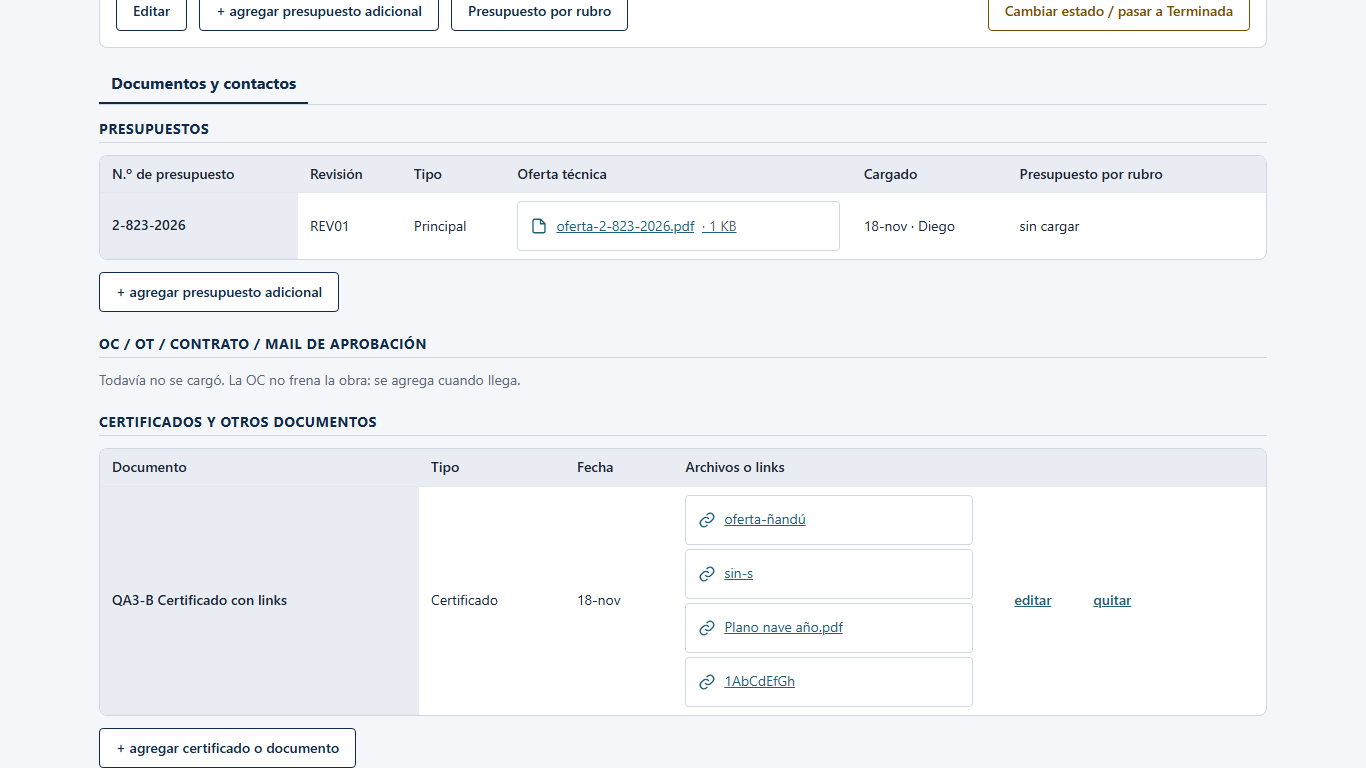 Editar
+ agregar presupuesto adicional
Presupuesto por rubro
Cambiar estado / pasar a Terminada
Documentos y contactos
PRESUPUESTOS
N.º de presupuesto Revisión Tipo Oferta técnica Cargado Presupuesto por rubro
2-823-2026 REV01 Principal oferta-2-823-2026.pdf · 1 KB 18-nov · Diego sin cargar
+ agregar presupuesto adicional
OC / OT / CONTRATO / MAIL DE APROBACIÓN
Todavía no se cargó. La OC no frena la obra: se agrega cuando llega.
CERTIFICADOS Y OTROS DOCUMENTOS
Documento Tipo Fecha Archivos o links
QA3-B Certificado con links Certificado 18-nov
oferta-ñandú
sin-s
Plano nave año.pdf
1AbCdEfGh
editar quitar
+ agregar certificado o documento